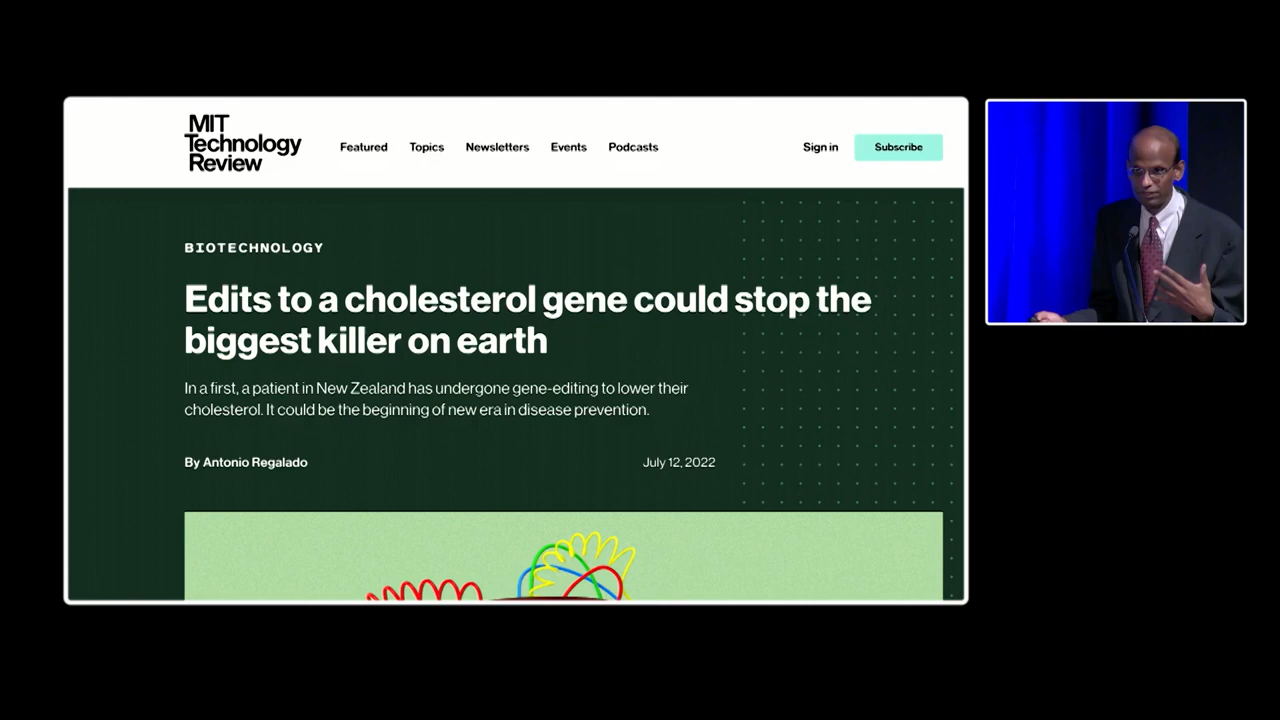 MIT
Technology
Review
Featured Topics Newsletters Events Podcasts
Sign in Subscribe
BIOTECHNOLOGY
Edits to a cholesterol gene could stop the
biggest killer on earth
In a first, a patient in New Zealand has undergone gene-editing to lower their
cholesterol. It could be the beginning of new era in disease prevention.
By Antonio Regalado July 12, 2022